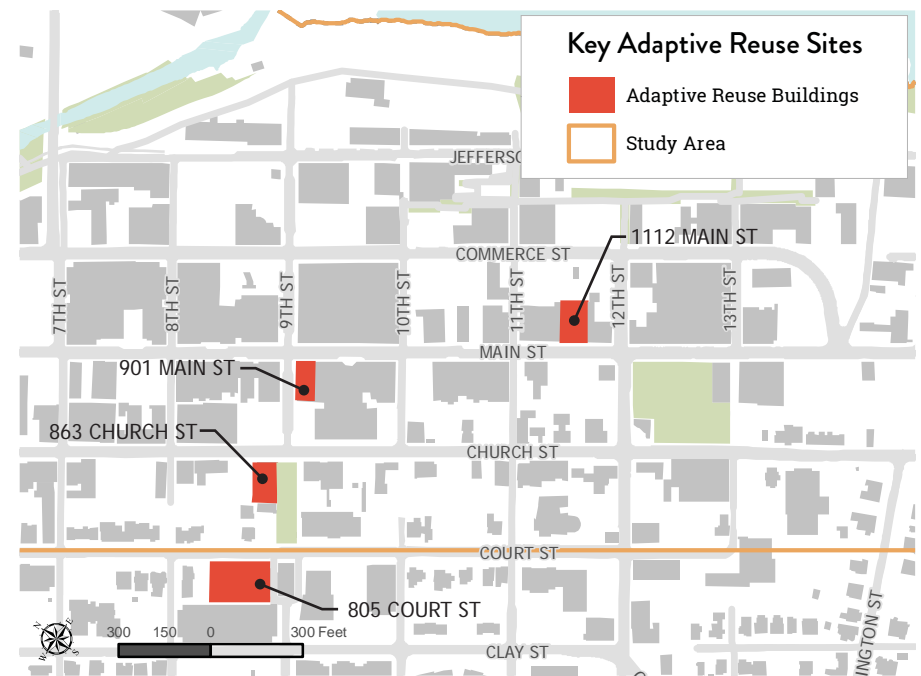 Key Adaptive Reuse Sites
Adaptive Reuse Buildings
Study Area
JEFFERSO
1112 MAIN ST
COMMERCE ST
7TH ST
8TH ST
9TH ST
10TH ST
11TH ST
12TH ST
13TH ST
MAIN ST
901 MAIN ST
863 CHURCH ST
CHURCH ST
COURT ST
805 COURT ST
INGTON ST
CLAY ST
300 150 0 300 Feet
N
E
W
S